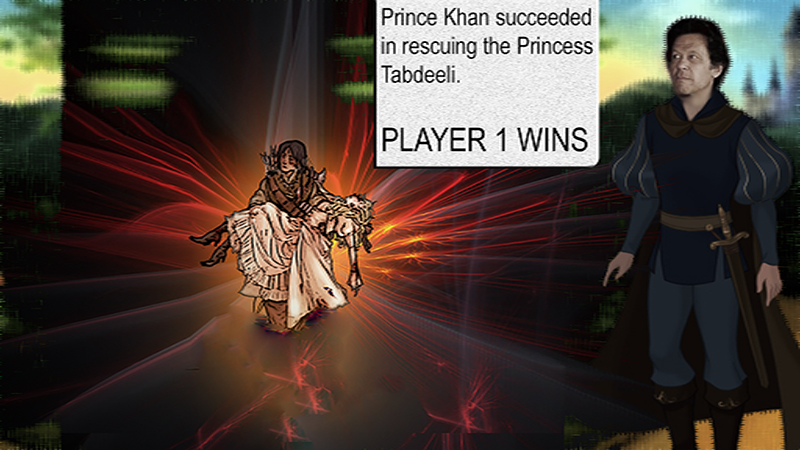 Prince Khan succeeded
in rescuing the Princess
Tabdeeli.
PLAYER 1 WINS